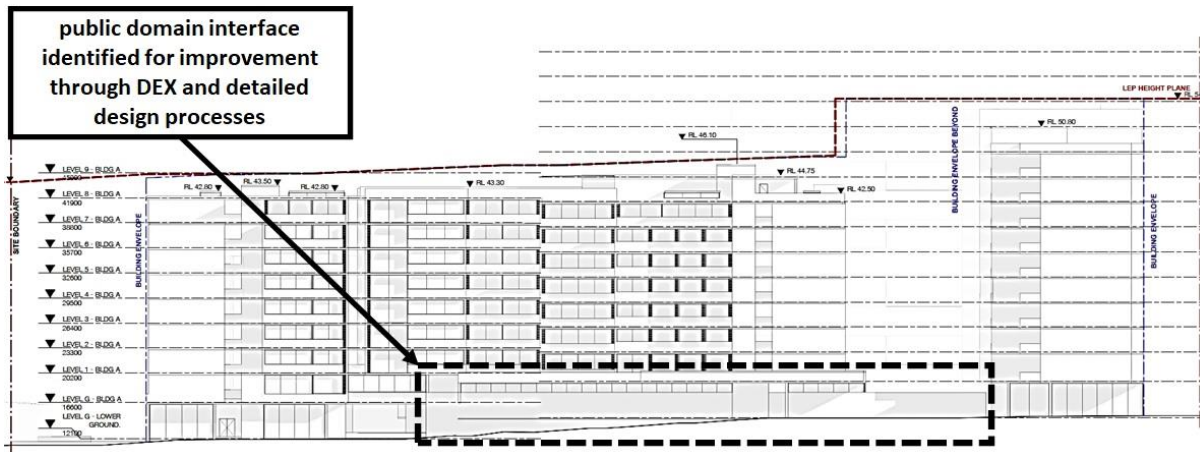 public domain interface
identified for improvement
through DEX and detailed
design processes
LEP HEIGHT PLANE
RL 5
RL 50.80
RL 46.10
RL 44.75
RL 42.50
RL 42.80
RL 43.50
RL 42.80
RL 43.30
SITE BOUNDARY
BUILDING ENVELOPE
BUILDING ENVELOPE BEYOND
BUILDING ENVELOPE
LEVEL 9 - BLDG A
LEVEL 8 - BLDG A
41900
LEVEL 7 - BLDG A
38800
LEVEL 6 - BLDG A
35700
LEVEL 5 - BLDG A
32600
LEVEL 4 - BLDG A
29500
LEVEL 3 - BLDG A
26400
LEVEL 2 - BLDG A
23300
LEVEL 1 - BLDG A
20200
LEVEL G - BLDG A
16600
LEVEL G - LOWER
GROUND.